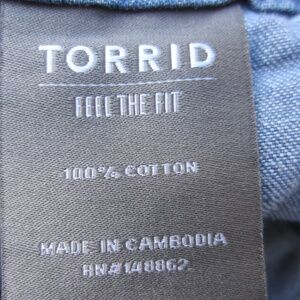 TORRID
FEEL THE FIT
100% COTTON
MADE IN CAMBODIA
RN#148862